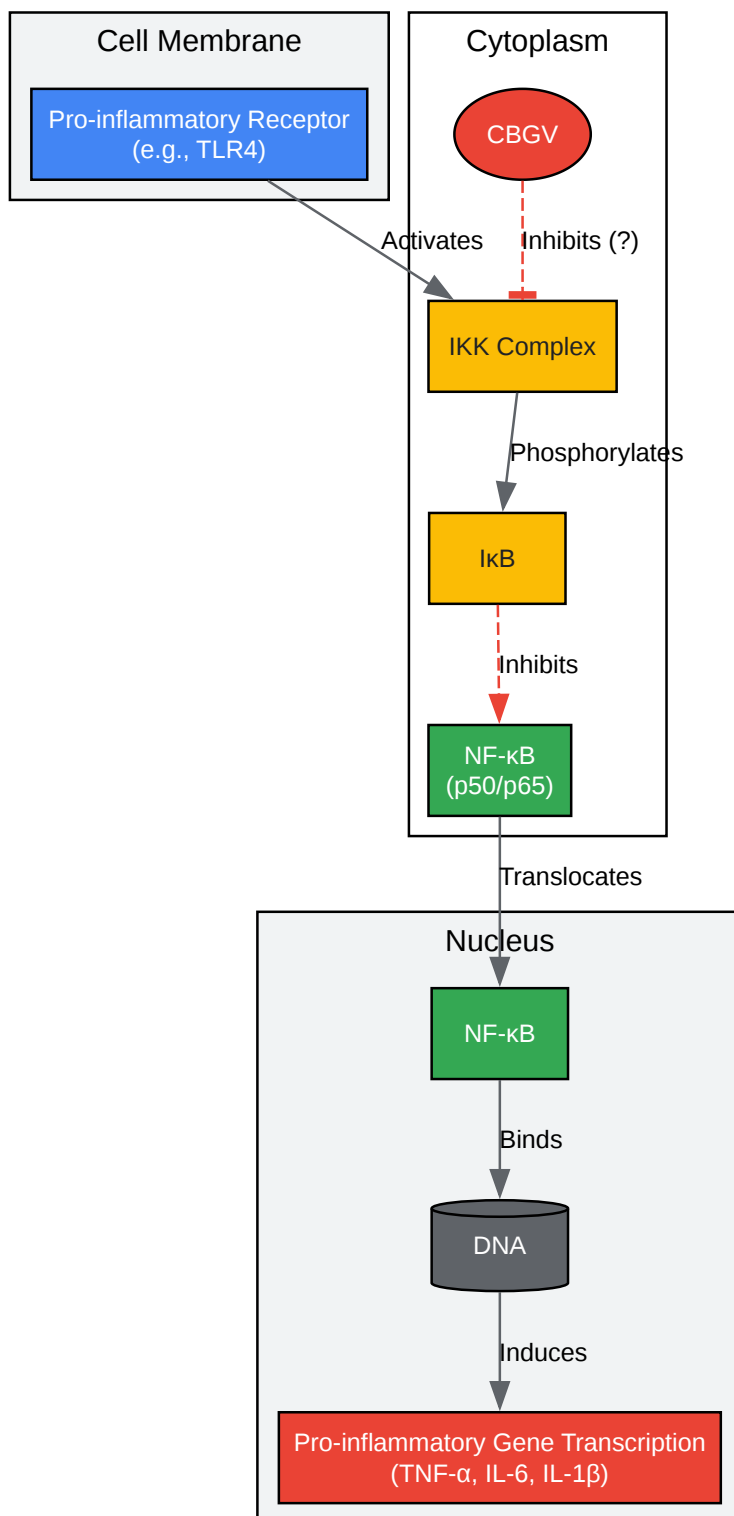 Cell Membrane
Pro-inflammatory Receptor
(e.g., TLR4)
Cytoplasm
CBGV
Activates
Inhibits (?)
IKK Complex
Phosphorylates
IκB
Inhibits
NF-κB
(p50/p65)
Translocates
Nucleus
NF-κB
Binds
DNA
Induces
Pro-inflammatory Gene Transcription
(TNF-α, IL-6, IL-1β)